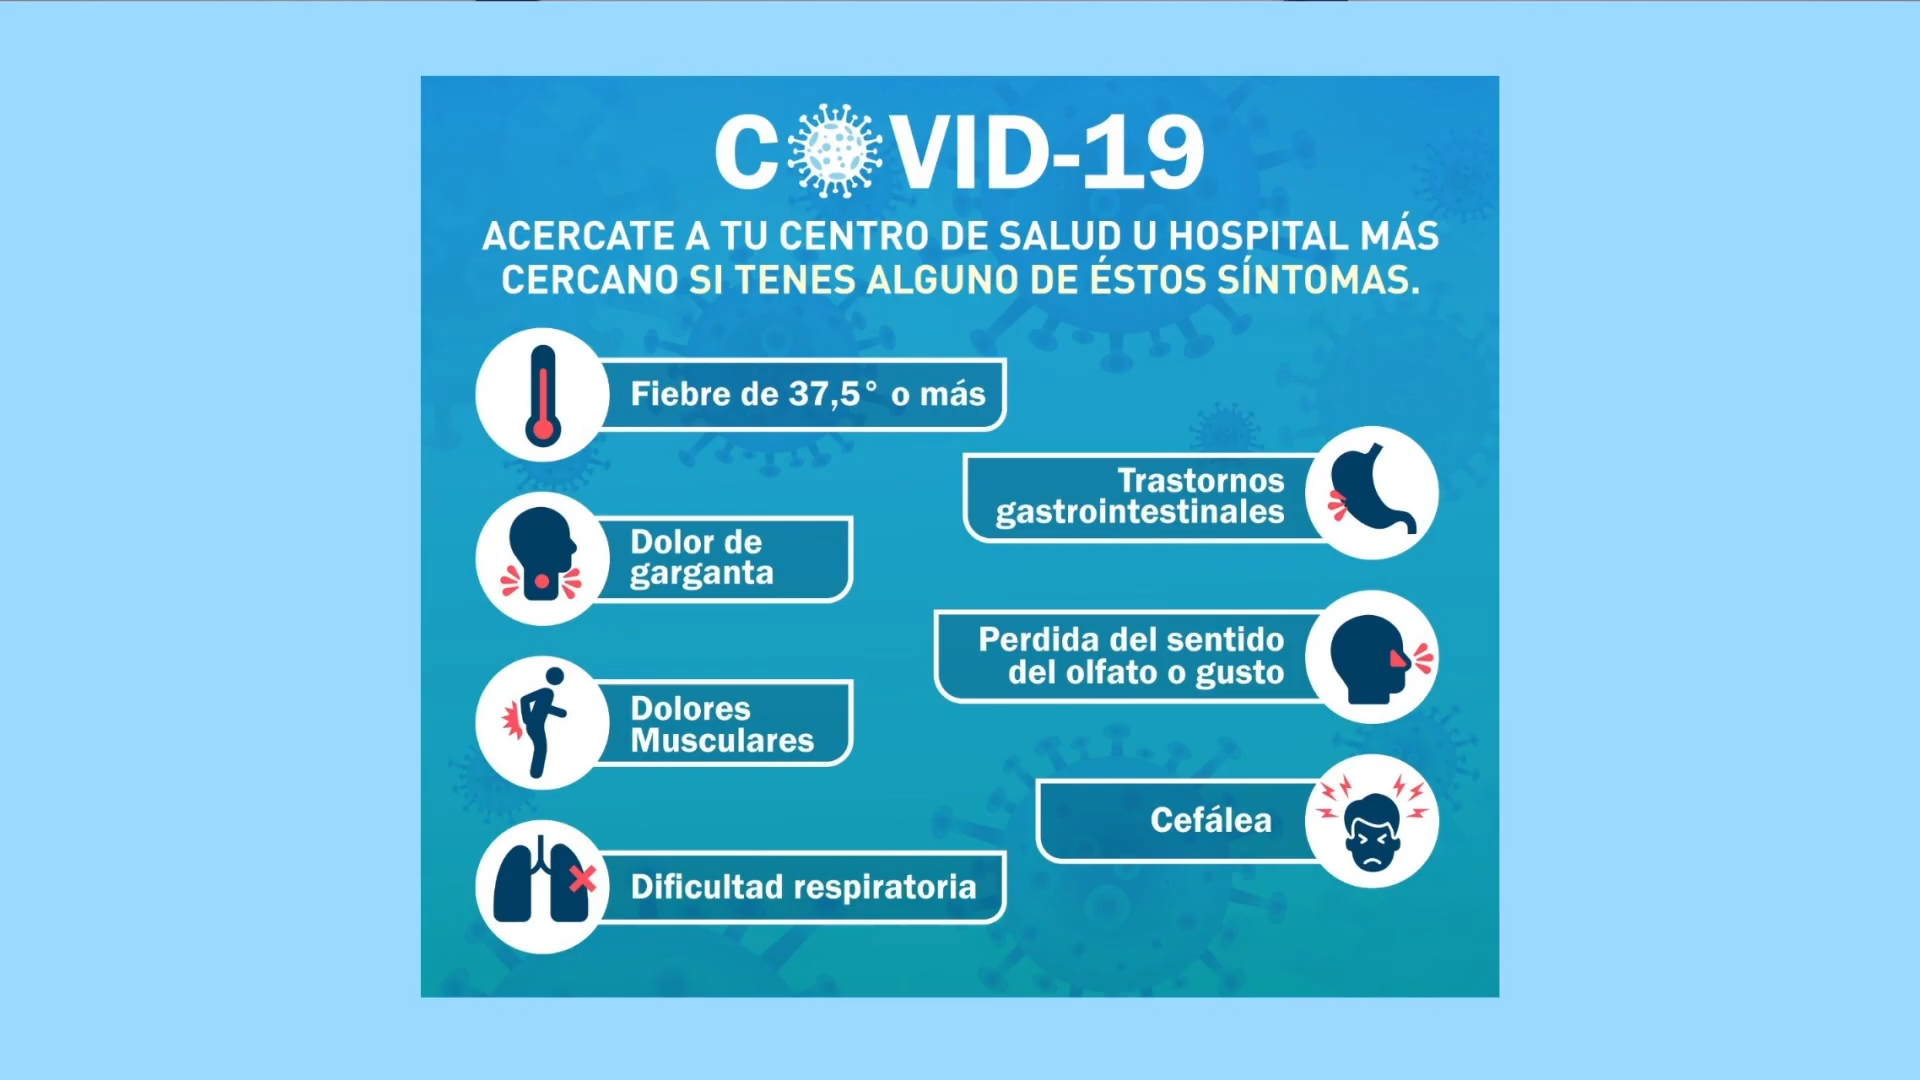 COVID-19
ACERCATE A TU CENTRO DE SALUD U HOSPITAL MÁS
CERCANO SI TENES ALGUNO DE ÉSTOS SÍNTOMAS.
Fiebre de 37,5° o más
Dolor de
garganta
Dolores
Musculares
Dificultad respiratoria
Trastornos
gastrointestinales
Perdida del sentido
del olfato o gusto
Cefálea